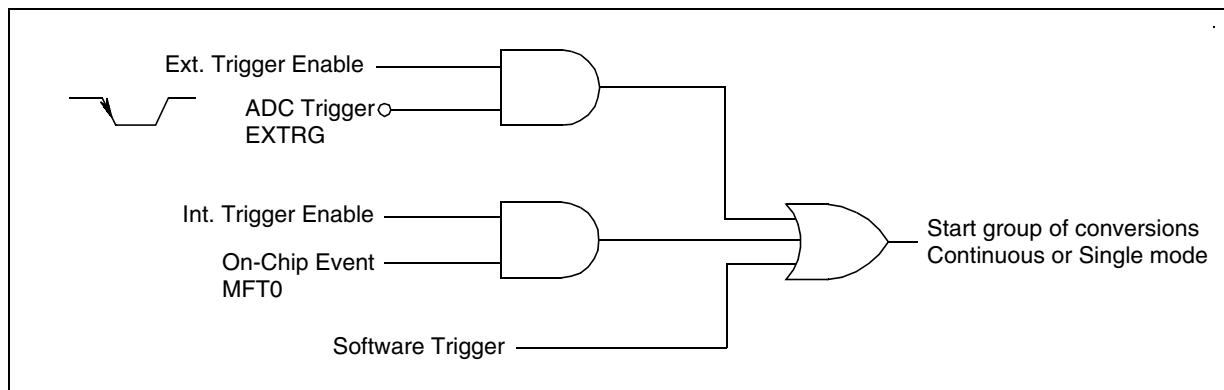 Ext. Trigger Enable
ADC Trigger
EXTRG
Int. Trigger Enable
On-Chip Event
MFT0
Software Trigger
Start group of conversions
Continuous or Single mode